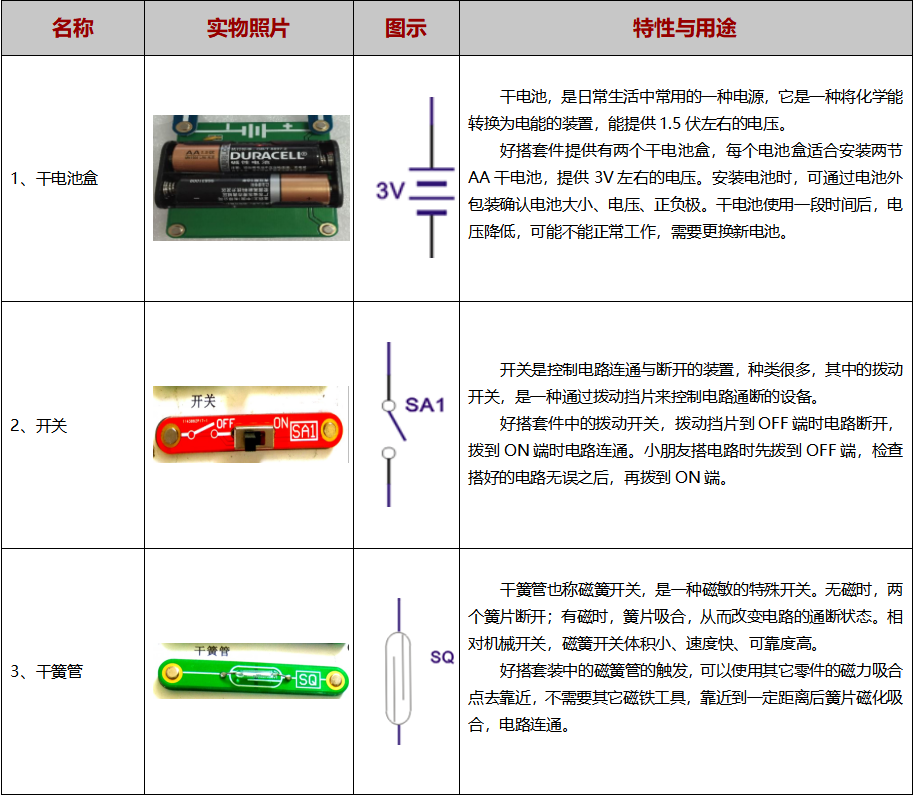 名称 实物照片 图示 特性与用途
1、干电池盒
DURACELL
3V
干电池，是日常生活中常用的一种电源，它是一种将化学能
转换为电能的装置，能提供 1.5 伏左右的电压。
好搭套件提供有两个干电池盒，每个电池盒适合安装两节
AA 干电池，提供 3V 左右的电压。安装电池时，可通过电池外
包装确认电池大小、电压、正负极。干电池使用一段时间后，电
压降低，可能不能正常工作，需要更换新电池。
2、开关
开关
OFF ON SA1
SA1
开关是控制电路连通与断开的装置，种类很多，其中的拨动
开关，是一种通过拨动挡片来控制电路通断的设备。
好搭套件中的拨动开关，拨动挡片到 OFF 端时电路断开，
拨到 ON 端时电路连通。小朋友搭电路时先拨到 OFF 端，检查
搭好的电路无误之后，再拨到 ON 端。
3、干簧管
干簧管
SQ
SQ
干簧管也称磁簧开关，是一种磁敏的特殊开关。无磁时，两
个簧片断开；有磁时，簧片吸合，从而改变电路的通断状态。相
对机械开关，磁簧开关体积小、速度快、可靠度高。
好搭套装中的磁簧管的触发，可以使用其它零件的磁力吸合
点去靠近，不需要其它磁铁工具，靠近到一定距离后簧片磁化吸
合，电路连通。